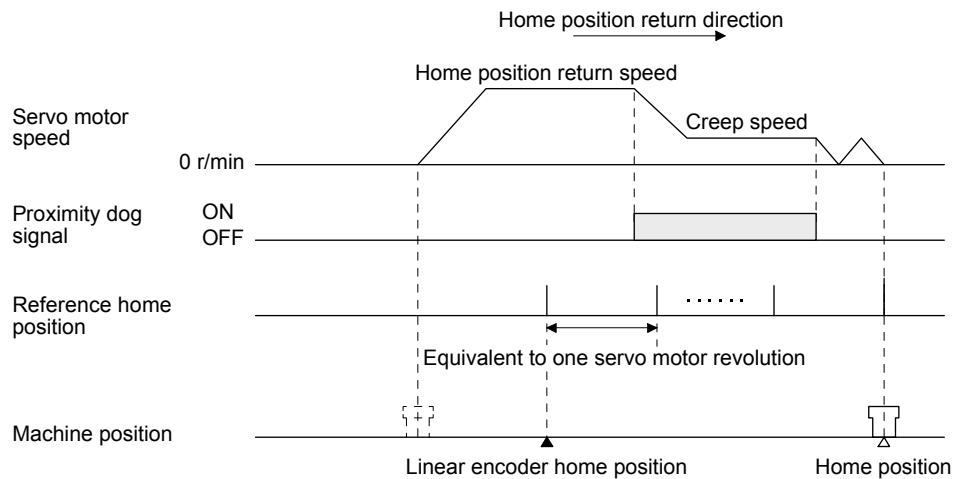 Home position return direction
Home position return speed
Servo motor
speed
Creep speed
0 r/min
Proximity dog
signal
ON
OFF
Reference home
position
......
Equivalent to one servo motor revolution
Machine position
Linear encoder home position
Home position